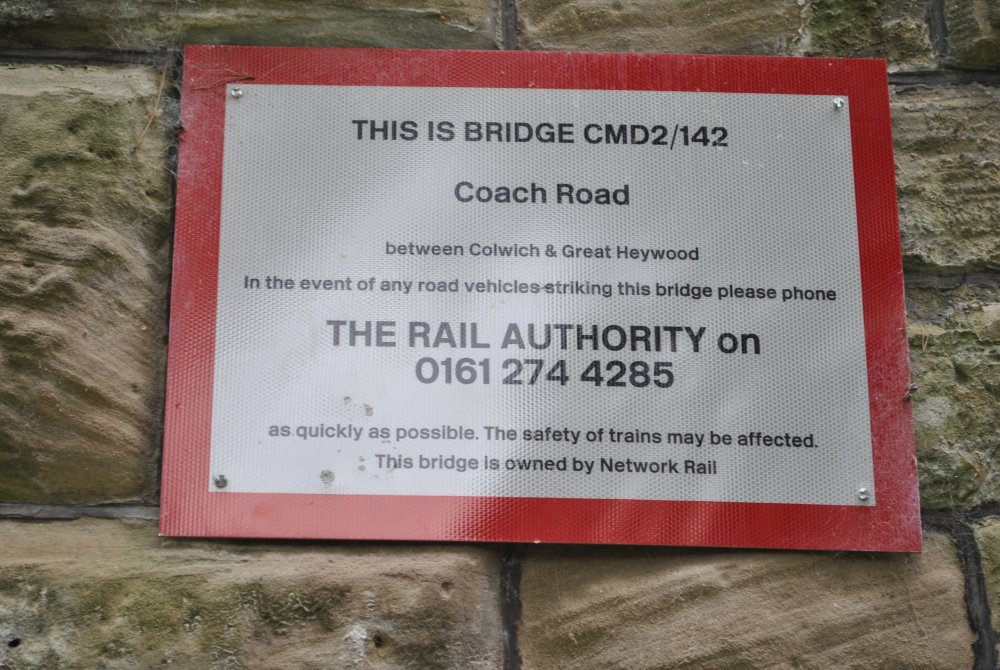 THIS IS BRIDGE CMD2/142
Coach Road
between Colwich & Great Heywood
In the event of any road vehicles striking this bridge please phone
THE RAIL AUTHORITY on
0161 274 4285
as quickly as possible. The safety of trains may be affected.
This bridge is owned by Network Rail